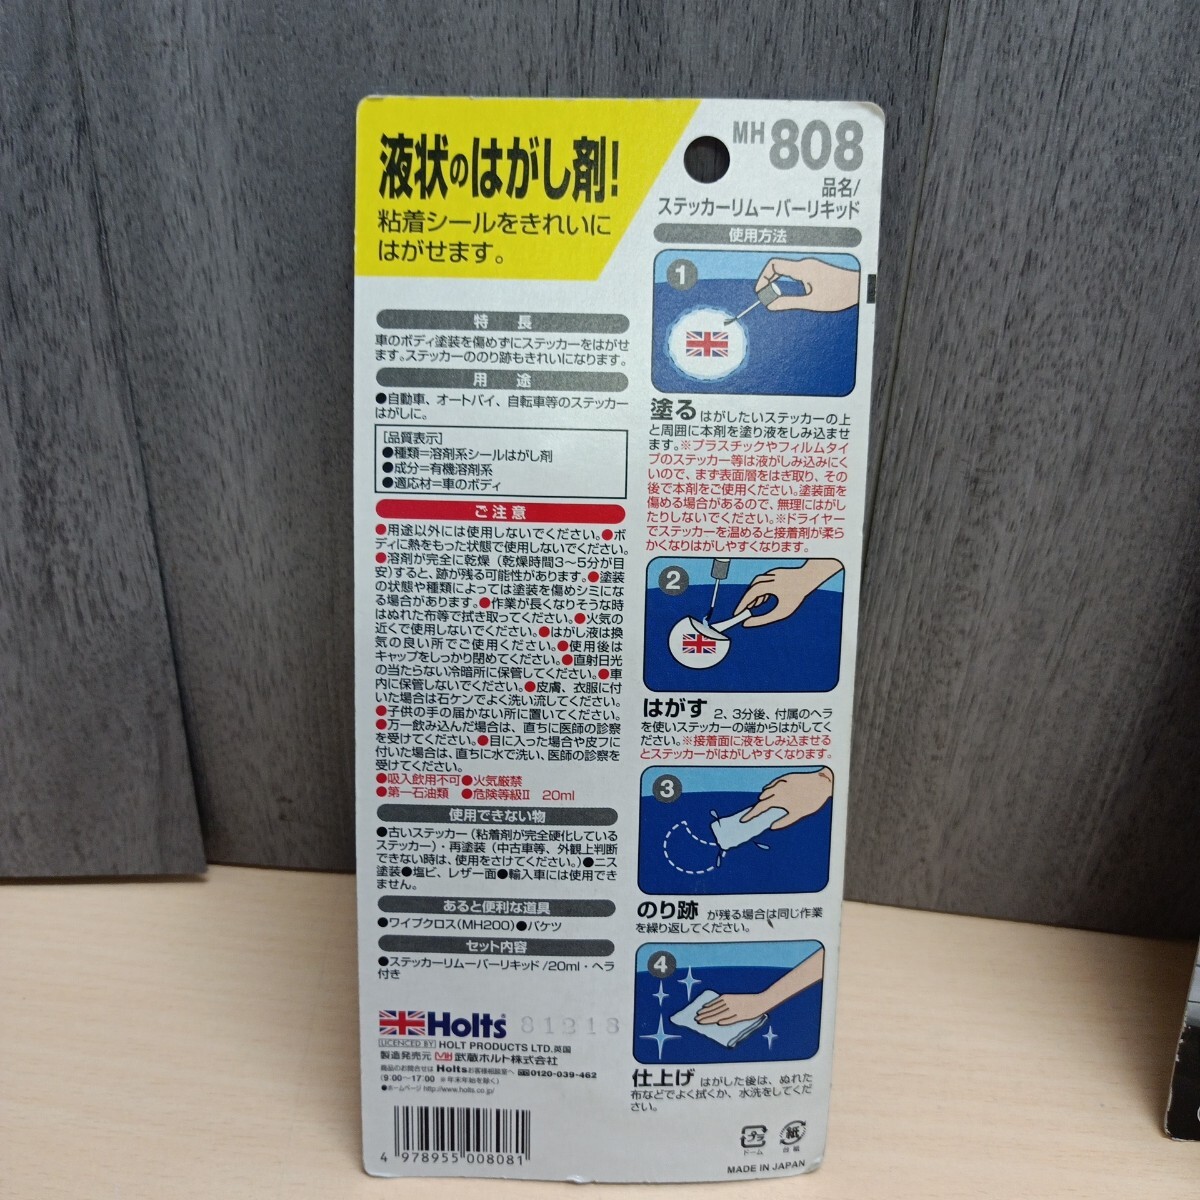 液状のはがし剤!
粘着シールをきれいに
はがせます。
特　長
車のボディ塗装を傷めずにステッカーをはがせ
ます。ステッカーののり跡もきれいになります。
用　途
●自動車、オートバイ、自転車等のステッカー
はがしに。
[品質表示]
●種類＝溶剤系シールはがし剤
●成分＝有機溶剤系
●適応材＝車のボディ
ご注意
●用途以外には使用しないでください。●ボ
ディに熱をもった状態で使用しないでください。
●溶剤が完全に乾燥（乾燥時間3〜5分が目
安）すると、跡が残る可能性があります。●塗装
の状態や種類によっては塗装を傷めシミにな
る場合があります。●作業が長くなりそうな時
はぬれた布等で拭き取ってください。●火気の
近くで使用しないでください。●はがし液は換
気の良い所でご使用ください。●使用後は
キャップをしっかり閉めてください。●直射日光
の当たらない冷暗所に保管してください。●車
内に保管しないでください。●皮膚、衣服に付
いた場合は石ケンでよく洗い流してください。
●子供の手の届かない所に置いてください。
●万一飲み込んだ場合は、直ちに医師の診察
を受けてください。●目に入った場合や皮フに
付いた場合は、直ちに水で洗い、医師の診察を
受けてください。
●吸入飲用不可●火気厳禁
●第一石油類　●危険等級II　20ml
使用できない物
●古いステッカー（粘着剤が完全硬化している
ステッカー）・再塗装（中古車等、外観上判断
できない時は、使用をさけてください。）●ニス
塗装●塩ビ、レザー面●輸入車には使用でき
ません。
あると便利な道具
●ワイプクロス(MH200)●バケツ
セット内容
●ステッカーリムーバーリキッド/20ml・ヘラ
付き
Holts 81218
LICENCED BY HOLT PRODUCTS LTD.英国
製造発売元 MH 武蔵ホルト株式会社
商品のお問合せは Holtsお客様相談室へ 0120-039-462
(9:00〜17:00 ※年末年始を除く)
●ホームページ http://www.holts.co.jp/
4 978955 008081
MH 808
品名/
ステッカーリムーバーリキッド
使用方法
1
塗る はがしたいステッカーの上
と周囲に本剤を塗り液をしみ込ませ
ます。※プラスチックやフィルムタイ
プのステッカー等は液がしみ込みにく
いので、まず表面層をはぎ取り、その
後で本剤をご使用ください。塗装面を
傷める場合があるので、無理にはがし
たりしないでください。※ドライヤー
でステッカーを温めると接着剤が柔ら
かくなりはがしやすくなります。
2
はがす 2、3分後、付属のヘラ
を使いステッカーの端からはがしてく
ださい。※接着面に液をしみ込ませる
とステッカーがはがしやすくなります。
3
のり跡 が残る場合は同じ作業
を繰り返してください。
4
仕上げ はがした後は、ぬれた
布などでよく拭くか、水洗をしてくだ
さい。
プラ
ドーム
紙
台紙
MADE IN JAPAN